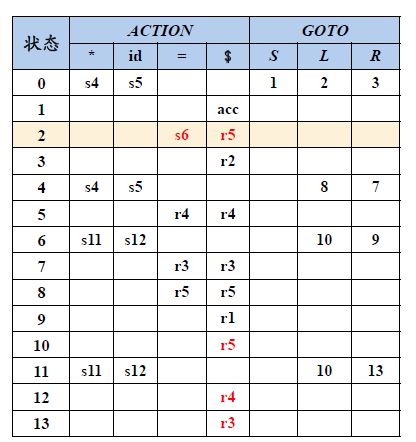 状态 ACTION GOTO
* id = $ S L R
0 s4 s5 1 2 3
1 acc
2 s6 r5
3 r2
4 s4 s5 8 7
5 r4 r4
6 s11 s12 10 9
7 r3 r3
8 r5 r5
9 r1
10 r5
11 s11 s12 10 13
12 r4
13 r3